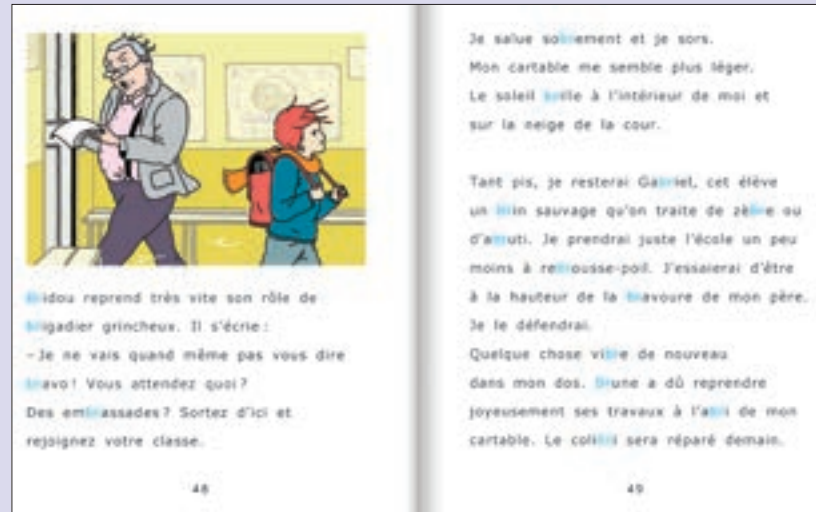 Bridou reprend très vite son rôle de
brigadier grincheux. Il s'écrie :
– Je ne vais quand même pas vous dire
bravo ! Vous attendez quoi ?
Des embrassades ? Sortez d'ici et
rejoignez votre classe.
48
Je salue sobrement et je sors.
Mon cartable me semble plus léger.
Le soleil brille à l'intérieur de moi et
sur la neige de la cour.
Tant pis, je resterai Gabriel, cet élève
un brin sauvage qu'on traite de zèbre ou
d'abruti. Je prendrai juste l'école un peu
moins à rebrousse-poil. J'essaierai d'être
à la hauteur de la bravoure de mon père.
Je le défendrai.
Quelque chose vibre de nouveau
dans mon dos. Brune a dû reprendre
joyeusement ses travaux à l'abri de mon
cartable. Le colibri sera réparé demain.
49